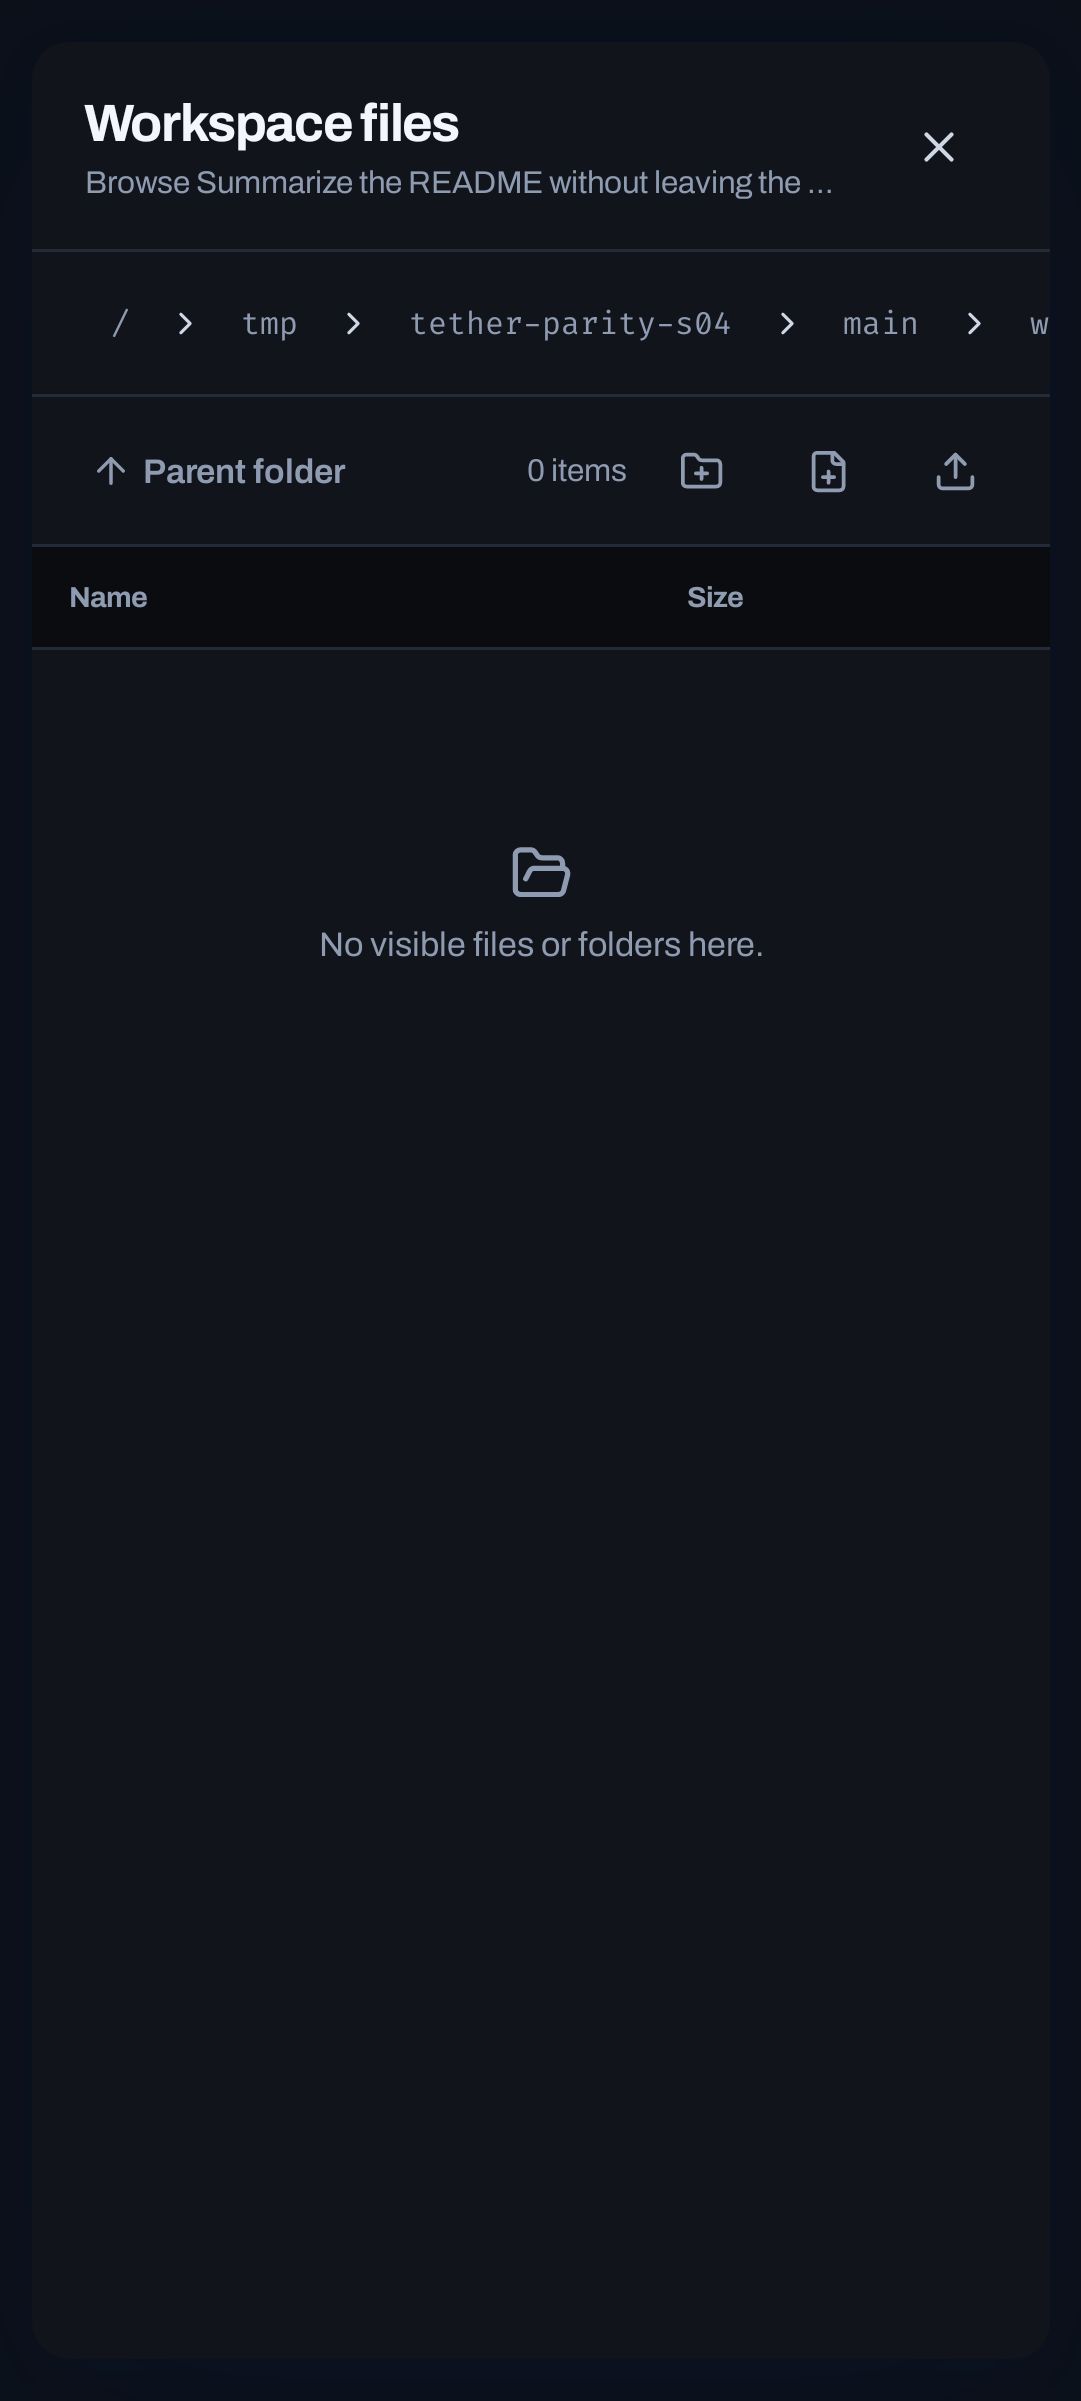 Workspace files
Browse Summarize the README without leaving the ...
/ > tmp > tether-parity-s04 > main > w
Parent folder 0 items
Name Size
No visible files or folders here.